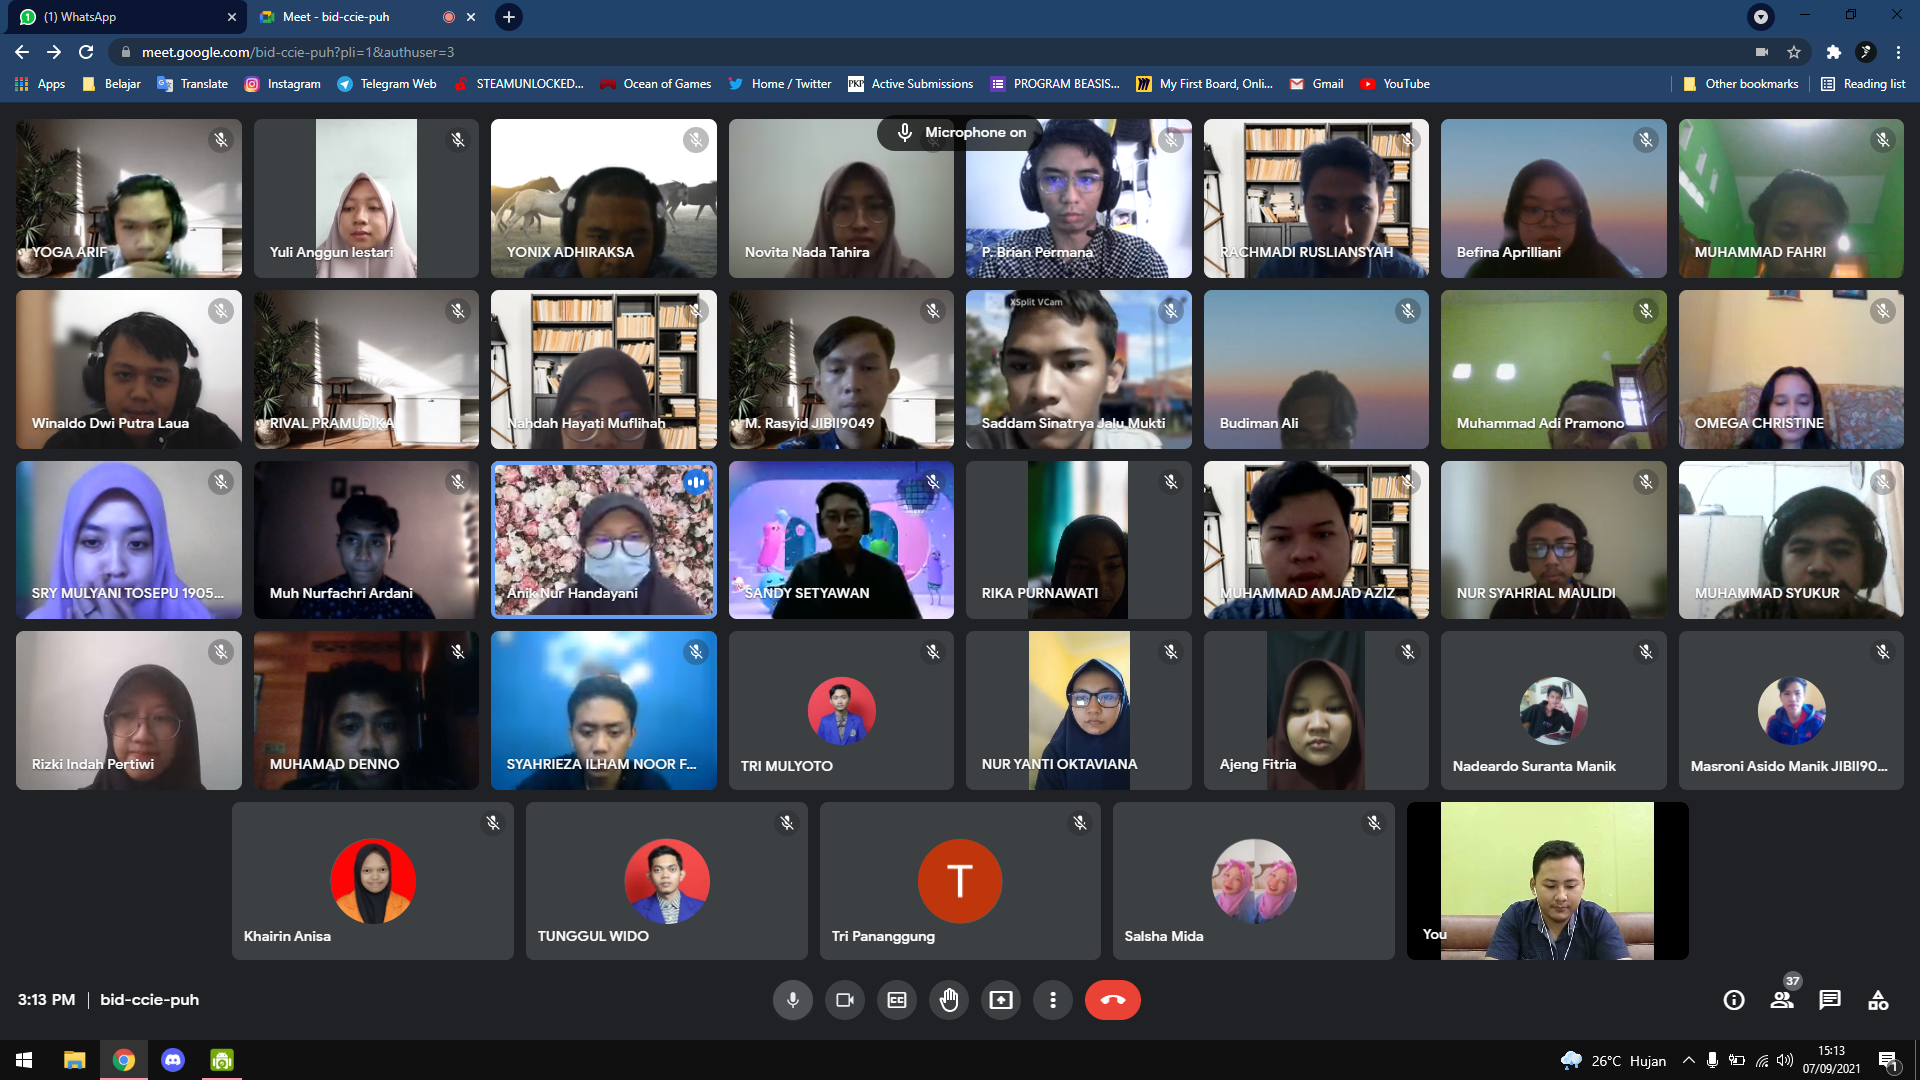 (1) WhatsApp
Meet - bid-ccie-puh
meet.google.com/bid-ccie-puh?pli=1&authuser=3
Apps Belajar Translate Instagram Telegram Web STEAMUNLOCKED... Ocean of Games Home / Twitter PKP Active Submissions PROGRAM BEASIS... My First Board, Onli... Gmail YouTube Other bookmarks Reading list
Microphone on
YOGA ARIF
Yuli Anggun lestari
YONIX ADHIRAKSA
Novita Nada Tahira
P. Brian Permana
RACHMADI RUSLIANSYAH
Befina Aprilliani
MUHAMMAD FAHRI
XSplit VCam
Winaldo Dwi Putra Laua
RIVAL PRAMUDIKA
Nahdah Hayati Muflihah
M. Rasyid JIBII9049
Saddam Sinatrya Jalu Mukti
Budiman Ali
Muhammad Adi Pramono
OMEGA CHRISTINE
SRY MULYANI TOSEPU 1905...
Muh Nurfachri Ardani
Anik Nur Handayani
SANDY SETYAWAN
RIKA PURNAWATI
MUHAMMAD AMJAD AZIZ
NUR SYAHRIAL MAULIDI
MUHAMMAD SYUKUR
Rizki Indah Pertiwi
MUHAMAD DENNO
SYAHRIEZA ILHAM NOOR F...
TRI MULYOTO
NUR YANTI OKTAVIANA
Ajeng Fitria
Nadeardo Suranta Manik
Masroni Asido Manik JIBII90...
T
Khairin Anisa
TUNGGUL WIDO
Tri Pananggung
Salsha Mida
You
3:13 PM | bid-ccie-puh
37
26°C Hujan
15:13
07/09/2021
1